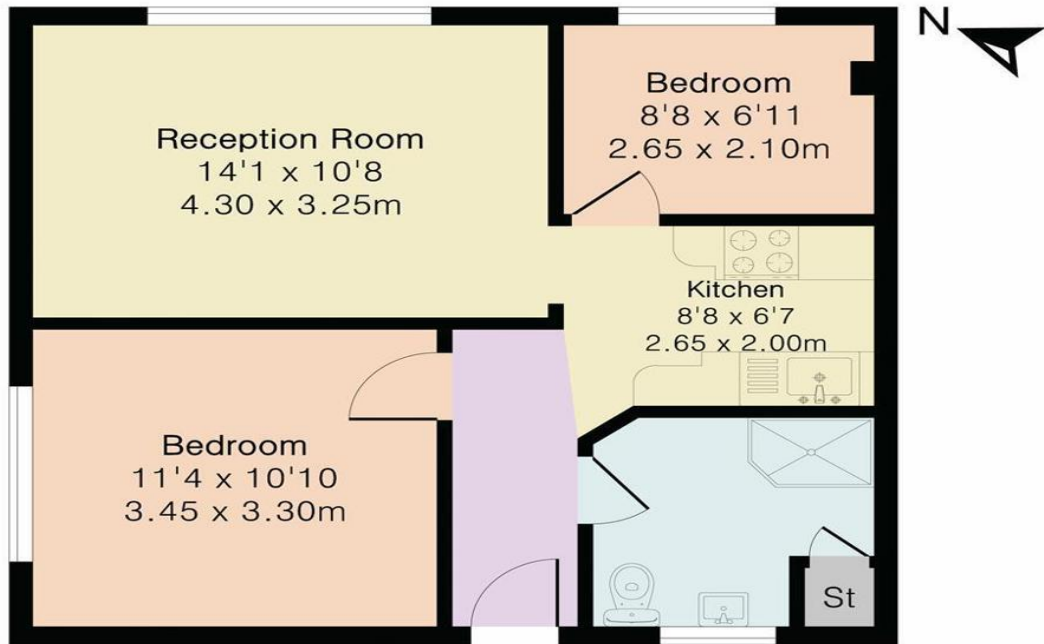 N
Reception Room
14'1 x 10'8
4.30 x 3.25m
Bedroom
8'8 x 6'11
2.65 x 2.10m
Kitchen
8'8 x 6'7
2.65 x 2.00m
Bedroom
11'4 x 10'10
3.45 x 3.30m
St